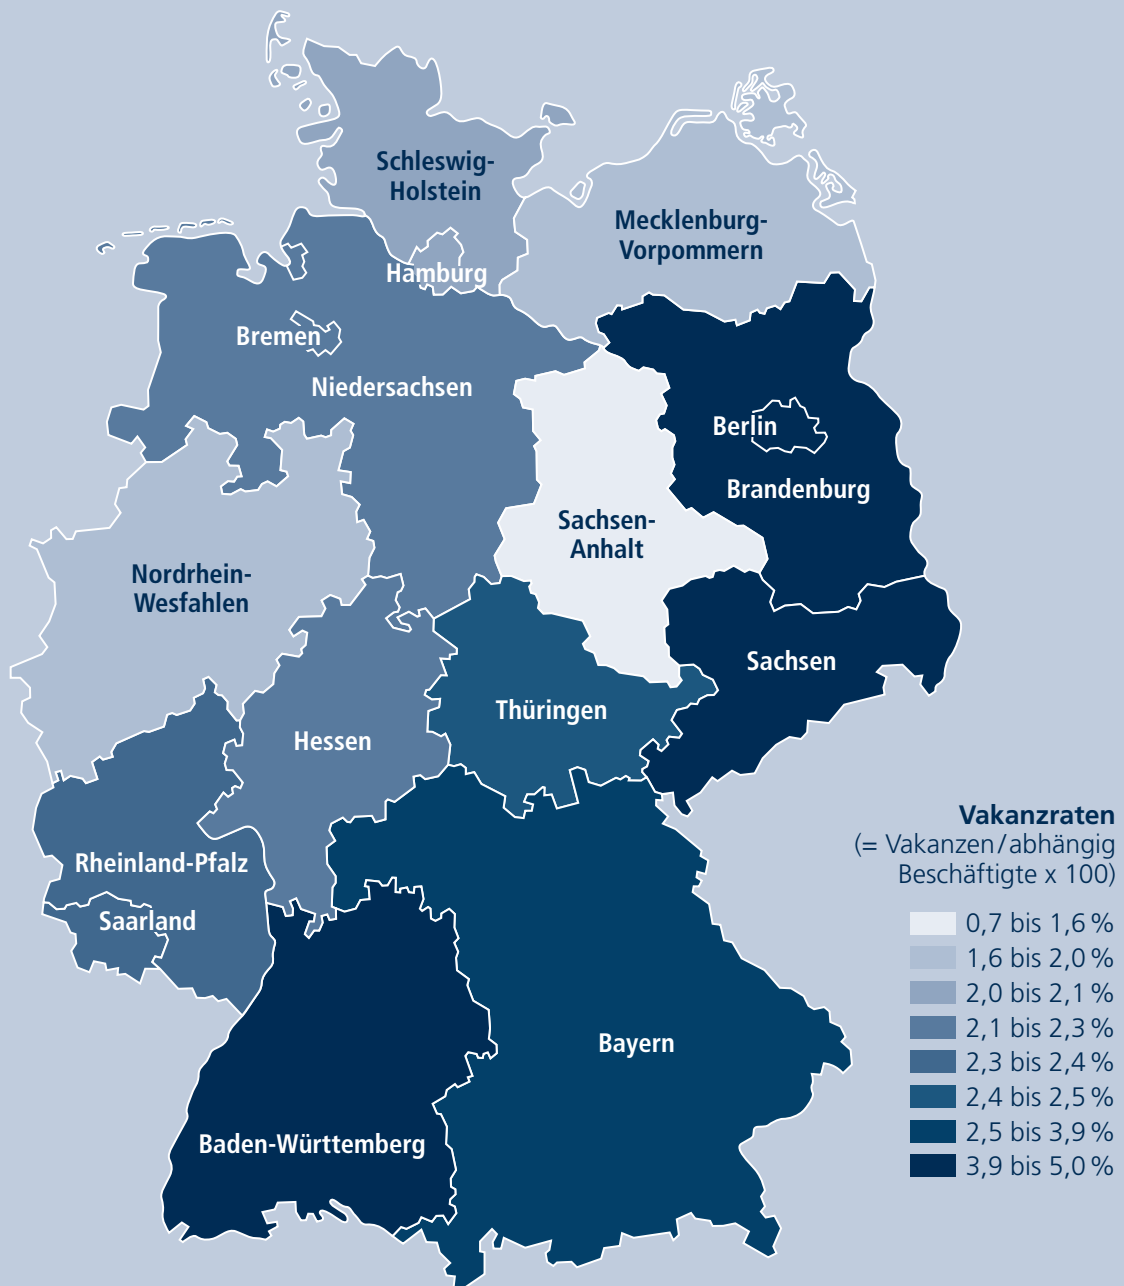 Schleswig-
Holstein
Mecklenburg-
Vorpommern
Hamburg
Bremen
Niedersachsen
Berlin
Brandenburg
Sachsen-
Anhalt
Nordrhein-
Wesfahlen
Sachsen
Thüringen
Hessen
Rheinland-Pfalz
Saarland
Bayern
Baden-Württemberg
Vakanzraten
(= Vakanzen/abhängig
Beschäftigte x 100)
0,7 bis 1,6 %
1,6 bis 2,0 %
2,0 bis 2,1 %
2,1 bis 2,3 %
2,3 bis 2,4 %
2,4 bis 2,5 %
2,5 bis 3,9 %
3,9 bis 5,0 %